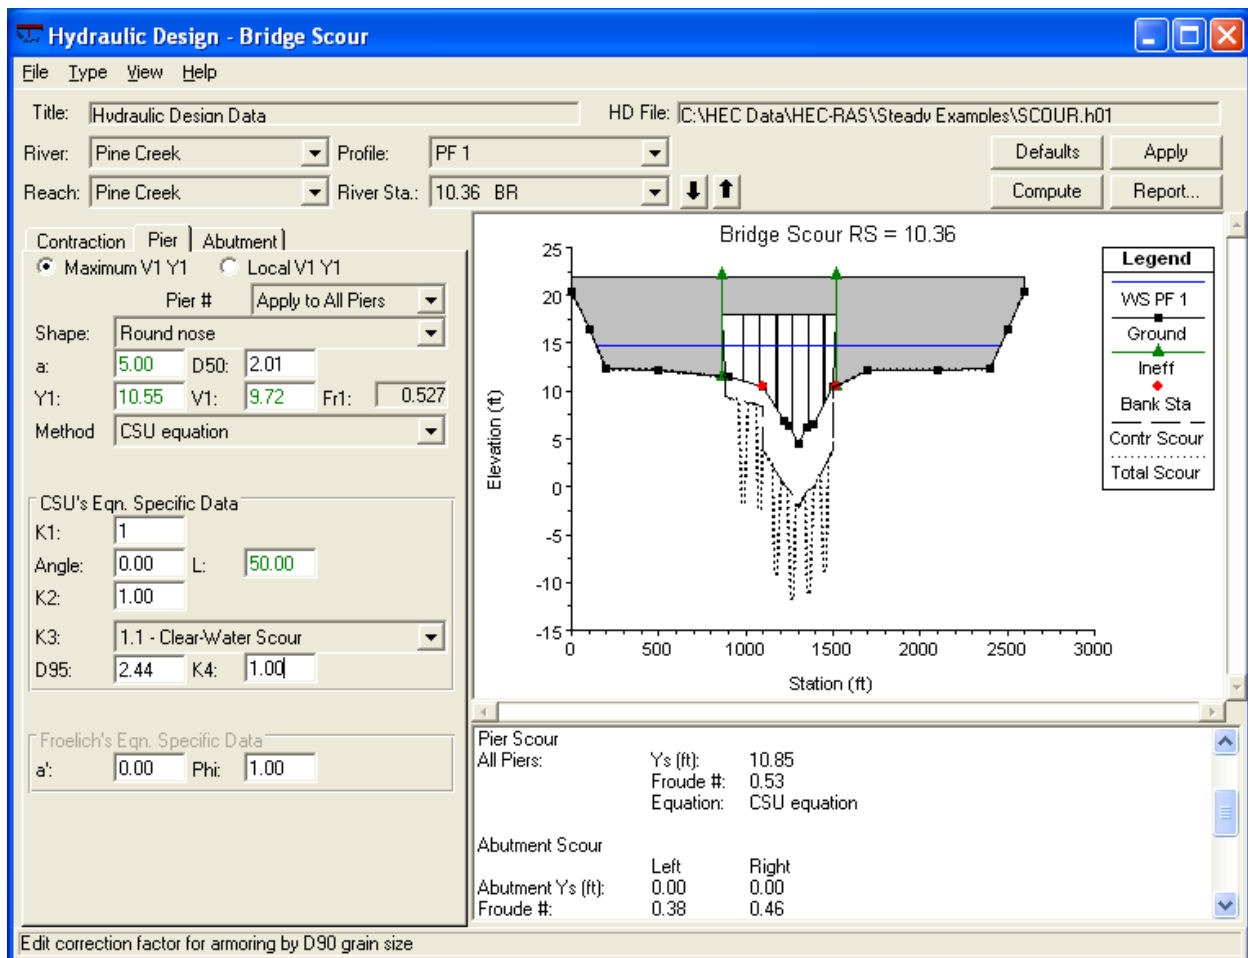 Hydraulic Design - Bridge Scour
File Type View Help
Title: Hydraulic Design Data HD File: C:\HEC Data\HEC-RAS\Steady Examples\SCOUR.h01
River: Pine Creek Profile: PF 1 Defaults Apply
Reach: Pine Creek River Sta.: 10.36 BR Compute Report...
Contraction Pier Abutment
Maximum V1 Y1 Local V1 Y1
Pier # Apply to All Piers
Shape: Round nose
a: 5.00 D50: 2.01
Y1: 10.55 V1: 9.72 Fr1: 0.527
Method CSU equation
CSU's Eqn. Specific Data
K1: 1
Angle: 0.00 L: 50.00
K2: 1.00
K3: 1.1 - Clear-Water Scour
D95: 2.44 K4: 1.00
Froelich's Eqn. Specific Data
a': 0.00 Phi: 1.00
Bridge Scour RS = 10.36
25
20
15
10
5
0
-5
-10
-15
Elevation (ft)
0 500 1000 1500 2000 2500 3000
Station (ft)
Legend
WS PF 1
Ground
Ineff
Bank Sta
Contr Scour
Total Scour
Pier Scour
All Piers: Ys (ft): 10.85
Froude #: 0.53
Equation: CSU equation
Abutment Scour
Left Right
Abutment Ys (ft): 0.00 0.00
Froude #: 0.38 0.46
Edit correction factor for armoring by D90 grain size